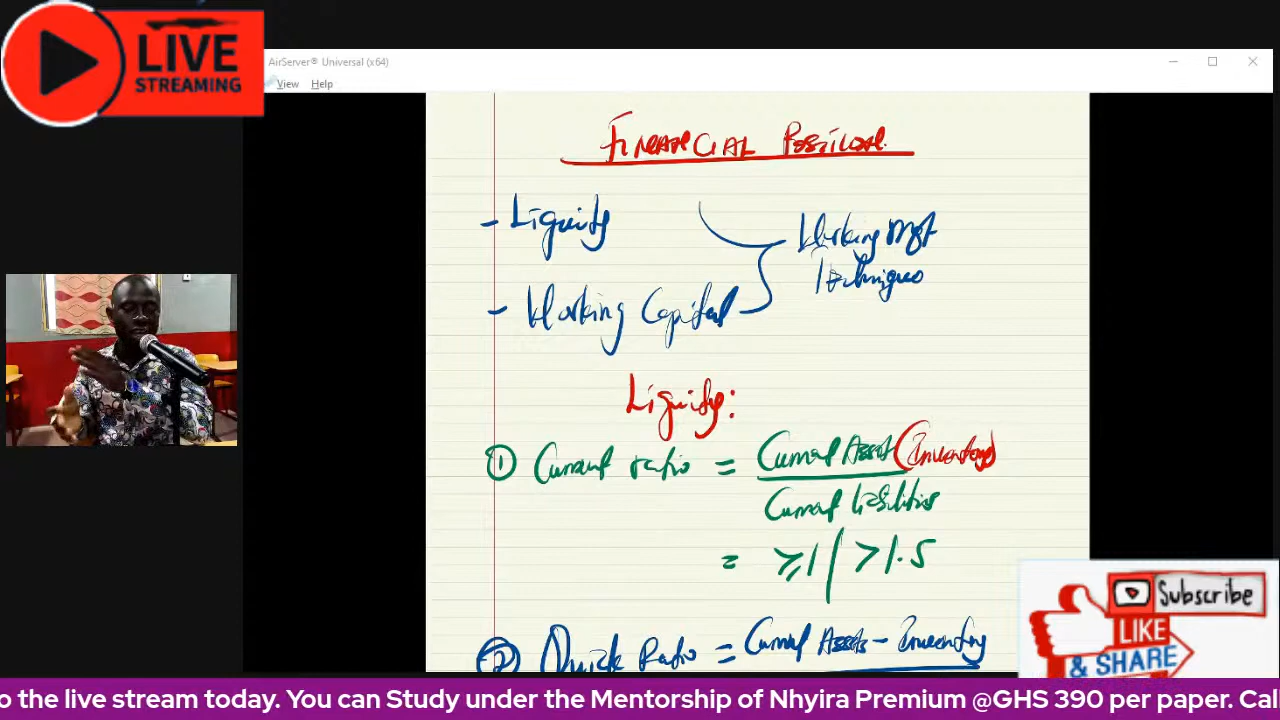 LIVE
STREAMING
AirServer® Universal (x64)
View Help
FINANCIAL POSITION
- Liquidity
Working Mgt
Techniques
- Working Capital
Liquidity:
① Current ratio = Current Assets (Inventory)
Current liabilities
= ≥1 / >1.5
② Quick Ratio = Current Assets - Inventory
Subscribe
LIKE
& SHARE
o the live stream today. You can Study under the Mentorship of Nhyira Premium @GHS 390 per paper. Cal